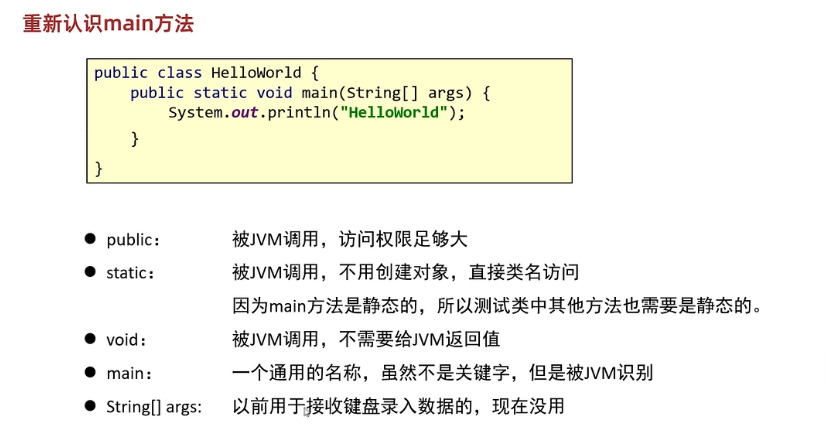 重新认识main方法
public class HelloWorld {
public static void main(String[] args) {
System.out.println("HelloWorld");
}
}
● public： 被JVM调用，访问权限足够大
● static： 被JVM调用，不用创建对象，直接类名访问
因为main方法是静态的，所以测试类中其他方法也需要是静态的。
● void： 被JVM调用，不需要给JVM返回值
● main： 一个通用的名称，虽然不是关键字，但是被JVM识别
● String[] args: 以前用于接收键盘录入数据的，现在没用